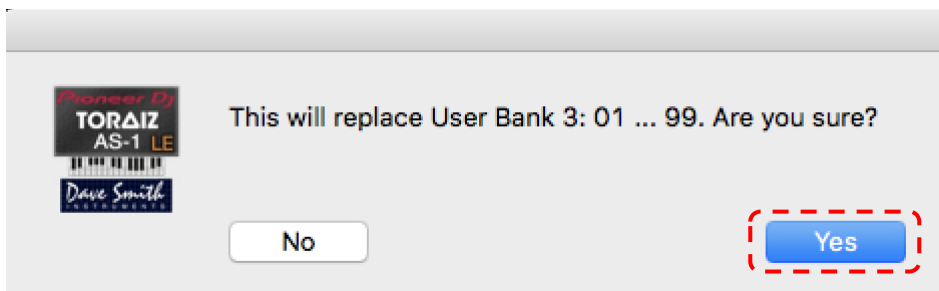 Pioneer Dj
TORΔIZ
AS-1 LE
Dave Smith
INSTRUMENTS
This will replace User Bank 3: 01 ... 99. Are you sure?
No
Yes